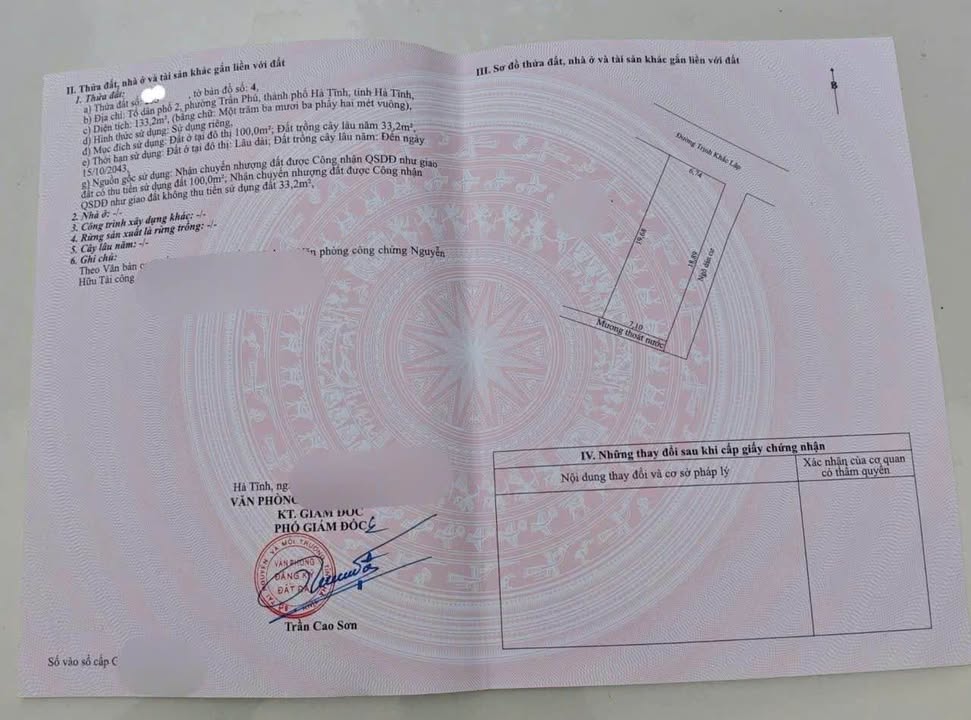 II. Thửa đất, nhà ở và tài sản khác gắn liền với đất
1. Thửa đất:
a) Thửa đất số: , tờ bản đồ số: 4,
b) Địa chỉ: Tổ dân phố 2, phường Trần Phú, thành phố Hà Tĩnh, tỉnh Hà Tĩnh,
c) Diện tích: 133,2m², (bằng chữ: Một trăm ba mươi ba phẩy hai mét vuông),
d) Hình thức sử dụng: Sử dụng riêng,
đ) Mục đích sử dụng: Đất ở tại đô thị 100,0m²; Đất trồng cây lâu năm 33,2m²,
e) Thời hạn sử dụng: Đất ở tại đô thị: Lâu dài; Đất trồng cây lâu năm: Đến ngày
15/10/2043,
g) Nguồn gốc sử dụng: Nhận chuyển nhượng đất được Công nhận QSDĐ như giao
đất có thu tiền sử dụng đất 100,0m²; Nhận chuyển nhượng đất được Công nhận
QSDĐ như giao đất không thu tiền sử dụng đất 33,2m²,
2. Nhà ở: -/-
3. Công trình xây dựng khác: -/-
4. Rừng sản xuất là rừng trồng: -/-
5. Cây lâu năm: -/-
6. Ghi chú:
Theo Văn bản phòng công chứng Nguyễn
Hữu Tài công
Hà Tĩnh,
VĂN PHÒNG
KT. GIÁM ĐỐC
PHÓ GIÁM ĐỐC
VĂN PHÒNG
ĐĂNG KÝ
ĐẤT ĐAI
Trần Cao Sơn
Số vào sổ cấp
III. Sơ đồ thửa đất, nhà ở và tài sản khác gắn liền với đất
B
Đường Trịnh Khắc Lập
6,74
19,68
18,89
Ngõ dân cư
7,10
Mương thoát nước
IV. Những thay đổi sau khi cấp giấy chứng nhận
Nội dung thay đổi và cơ sở pháp lý
Xác nhận của cơ quan
có thẩm quyền